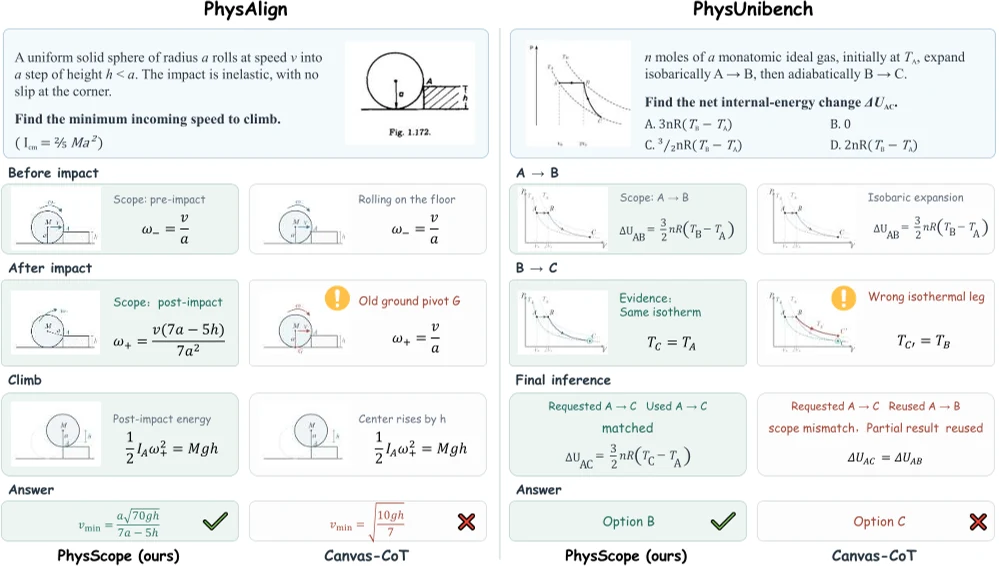 PhysAlign
A uniform solid sphere of radius a rolls at speed v into
a step of height h < a. The impact is inelastic, with no
slip at the corner.
Find the minimum incoming speed to climb.
( I_cm = ⅖ Ma² )
A
a
h
Fig. 1.172.
Before impact
Scope: pre-impact
ω₋ = v/a
Rolling on the floor
ω₋ = v/a
After impact
Scope: post-impact
ω₊ = v(7a − 5h)/7a²
Old ground pivot G
ω₊ = v/a
Climb
Post-impact energy
½ I_A ω₊² = Mgh
Center rises by h
½ I_A ω₊² = Mgh
Answer
v_min = a√70gh / 7a − 5h
v_min = √(10gh/7)
PhysScope (ours)
Canvas-CoT
PhysUnibench
n moles of a monatomic ideal gas, initially at T_A, expand
isobarically A → B, then adiabatically B → C.
Find the net internal-energy change ΔU_AC.
A. 3nR(T_B − T_A)
B. 0
C. ³/₂nR(T_B − T_A)
D. 2nR(T_B − T_A)
A → B
Scope: A → B
ΔU_AB = 3/2 nR(T_B − T_A)
Isobaric expansion
ΔU_AB = 3/2 nR(T_B − T_A)
B → C
Evidence:
Same isotherm
T_C = T_A
Wrong isothermal leg
T_C′ = T_B
Final inference
Requested A → C Used A → C
matched
ΔU_AC = 3/2 nR(T_C − T_A)
Requested A → C Reused A → B
scope mismatch, Partial result reused
ΔU_AC = ΔU_AB
Answer
Option B
Option C
PhysScope (ours)
Canvas-CoT